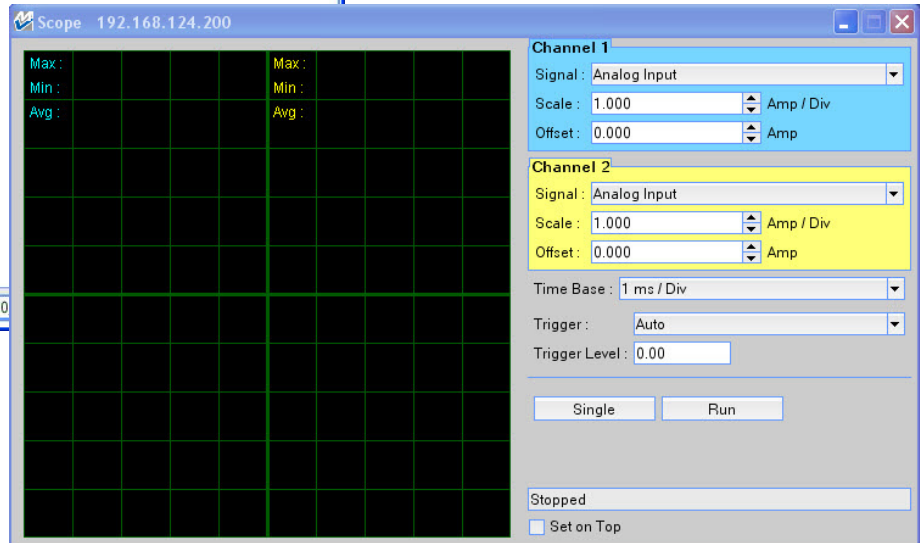 Scope 192.168.124.200
Max :
Min :
Avg :
Max :
Min :
Avg :
Channel 1
Signal : Analog Input
Scale : 1.000 Amp / Div
Offset : 0.000 Amp
Channel 2
Signal : Analog Input
Scale : 1.000 Amp / Div
Offset : 0.000 Amp
Time Base : 1 ms / Div
Trigger : Auto
Trigger Level : 0.00
Single Run
Stopped
Set on Top
0